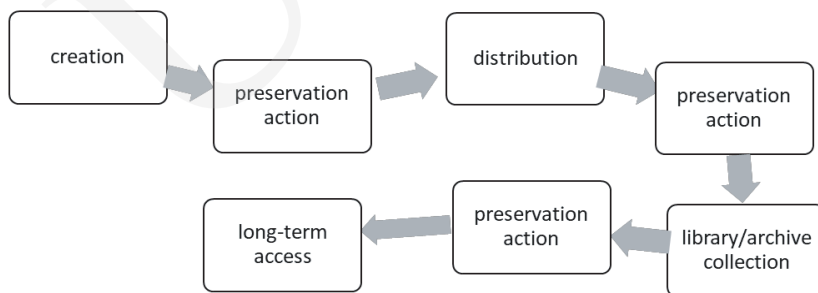 creation
preservation
action
distribution
preservation
action
library/archive
collection
preservation
action
long-term
access